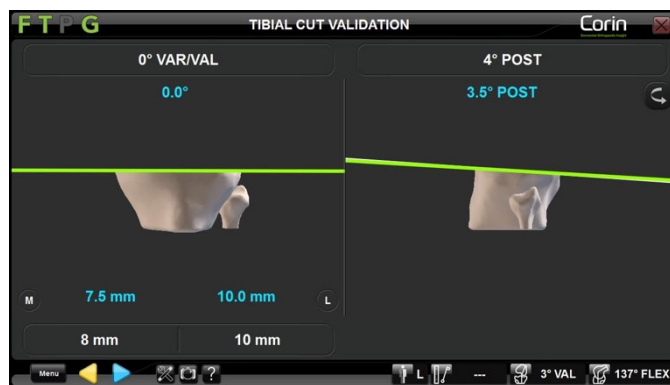 F T P G
TIBIAL CUT VALIDATION
Corin
0° VAR/VAL
4° POST
0.0°
3.5° POST
M
7.5 mm
10.0 mm
L
8 mm
10 mm
Menu
?
L
---
3° VAL
137° FLEX